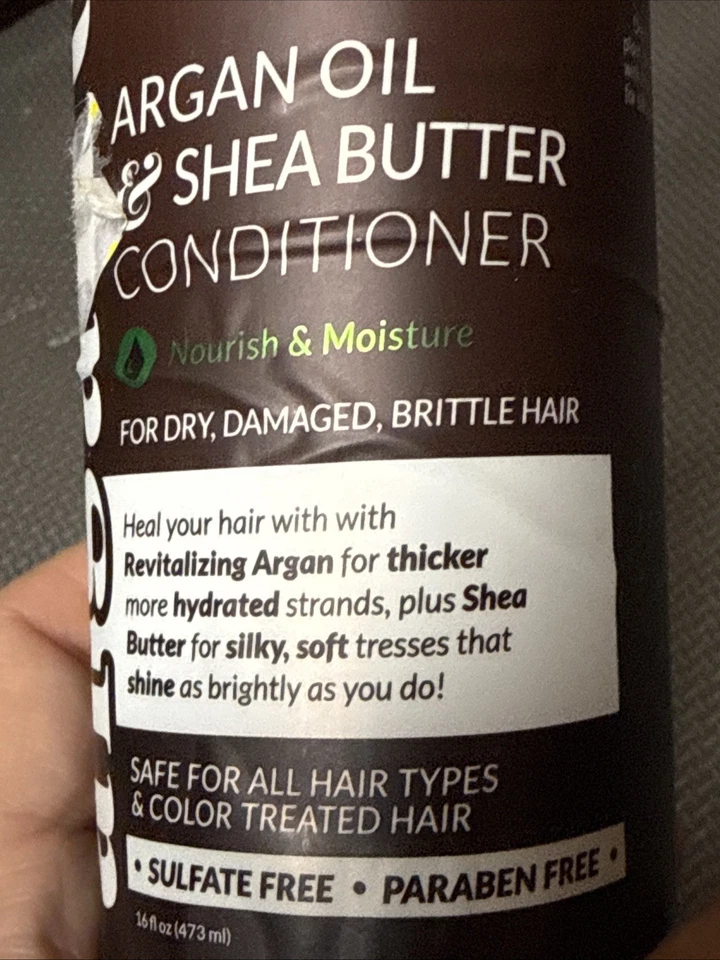 ARGAN OIL
& SHEA BUTTER
CONDITIONER
Nourish & Moisture
FOR DRY, DAMAGED, BRITTLE HAIR
Heal your hair with with
Revitalizing Argan for thicker
more hydrated strands, plus Shea
Butter for silky, soft tresses that
shine as brightly as you do!
SAFE FOR ALL HAIR TYPES
& COLOR TREATED HAIR
• SULFATE FREE • PARABEN FREE •
16 fl oz (473 ml)